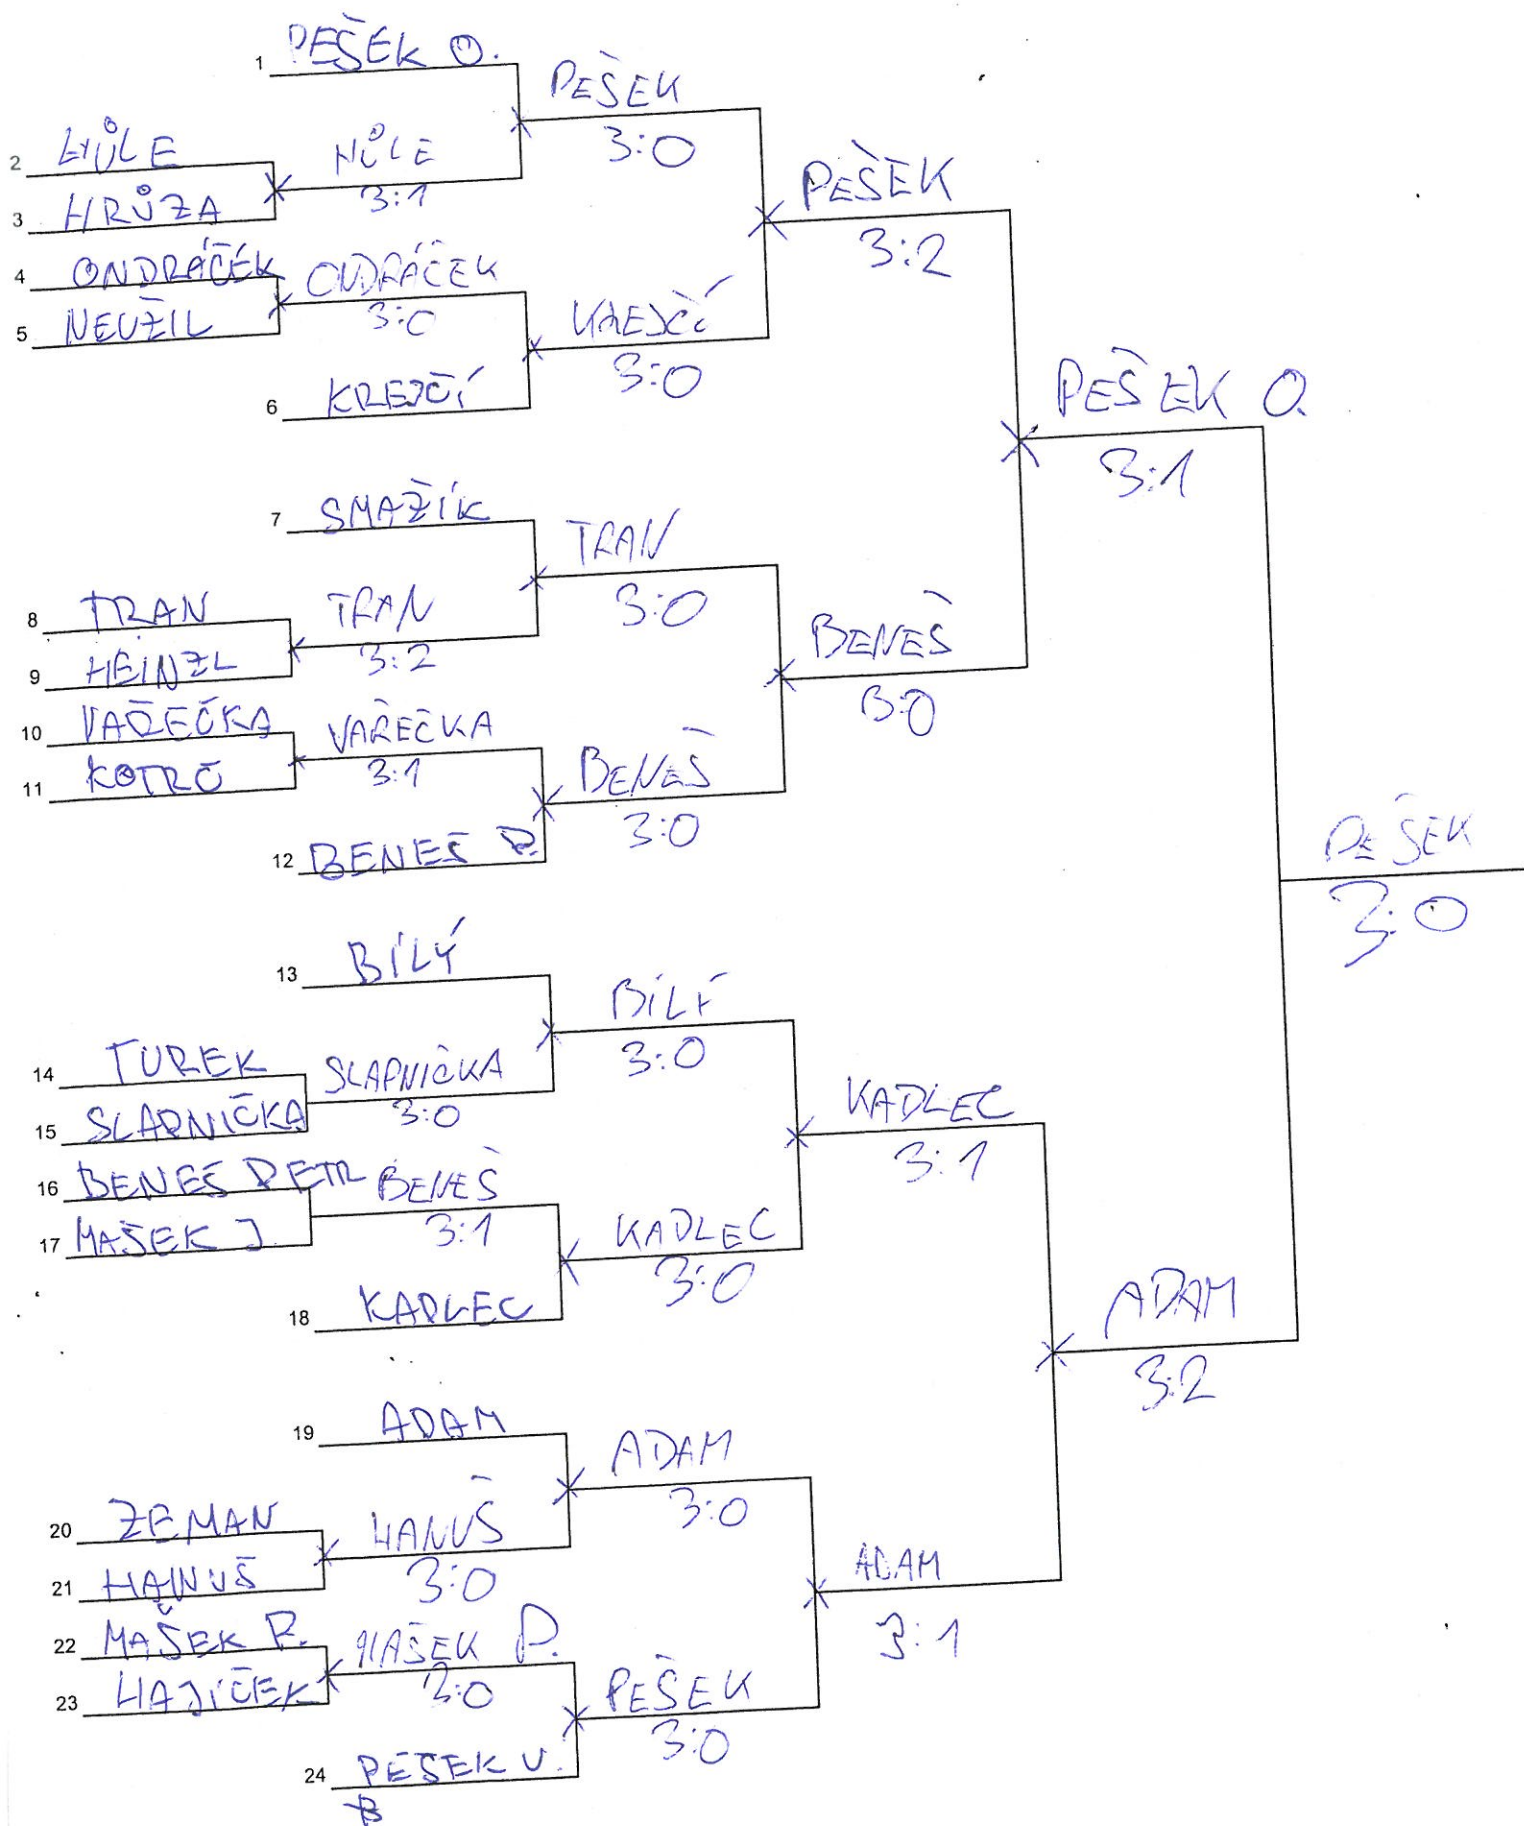 1 PEŠEK O.
PEŠEK
3:0
2 HŮLE
HŮLE
3:1
3 HRŮZA
PEŠEK
3:2
4 ONDRÁČEK
ONDRÁČEK
3:0
5 NEUŽIL
KREJČÍ
3:0
6 KREJČÍ
PEŠEK O.
3:1
7 SMAŽÍK
TRAN
3:0
8 TRAN
TRAN
3:2
9 HEINZL
BENEŠ
3:0
10 VAŘEČKA
VAŘEČKA
3:1
11 KOTRČ
BENEŠ
3:0
12 BENEŠ P.
PEŠEK
3:0
13 BÍLÝ
BÍLÝ
3:0
14 TUREK
SLAPNIČKA
3:0
15 SLAPNIČKA
KADLEC
3:1
16 BENEŠ PETR
BENEŠ
3:1
17 MAŠEK J
KADLEC
3:0
18 KADLEC
ADAM
3:2
19 ADAM
ADAM
3:0
20 ZEMAN
HANUŠ
3:0
21 HANUŠ
ADAM
3:1
22 MAŠEK P.
MAŠEK P.
3:0
23 HAJÍČEK
PEŠEK
3:0
24 PEŠEK V.